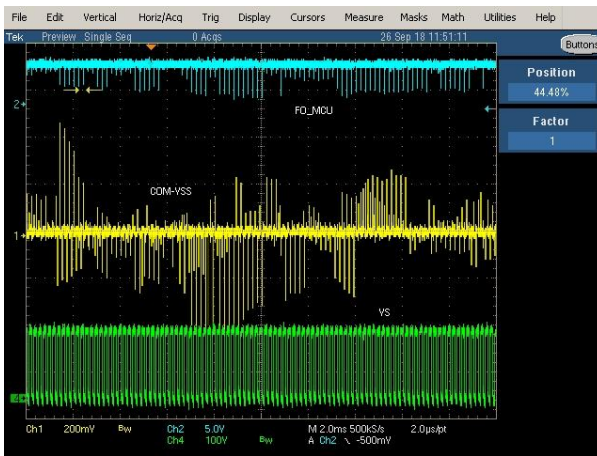 File Edit Vertical Horiz/Acq Trig Display Cursors Measure Masks Math Utilities Help
Tek Preview Single Seq 0 Acqs 26 Sep 18 11:51:11
Buttons
Position
44.48%
Factor
1
2
FO_MCU
COM-VSS
1
VS
Ch1 200mV Bw Ch2 5.0V M 2.0ms 500kS/s 2.0µs/pt
Ch4 100V Bw A Ch2 -500mV